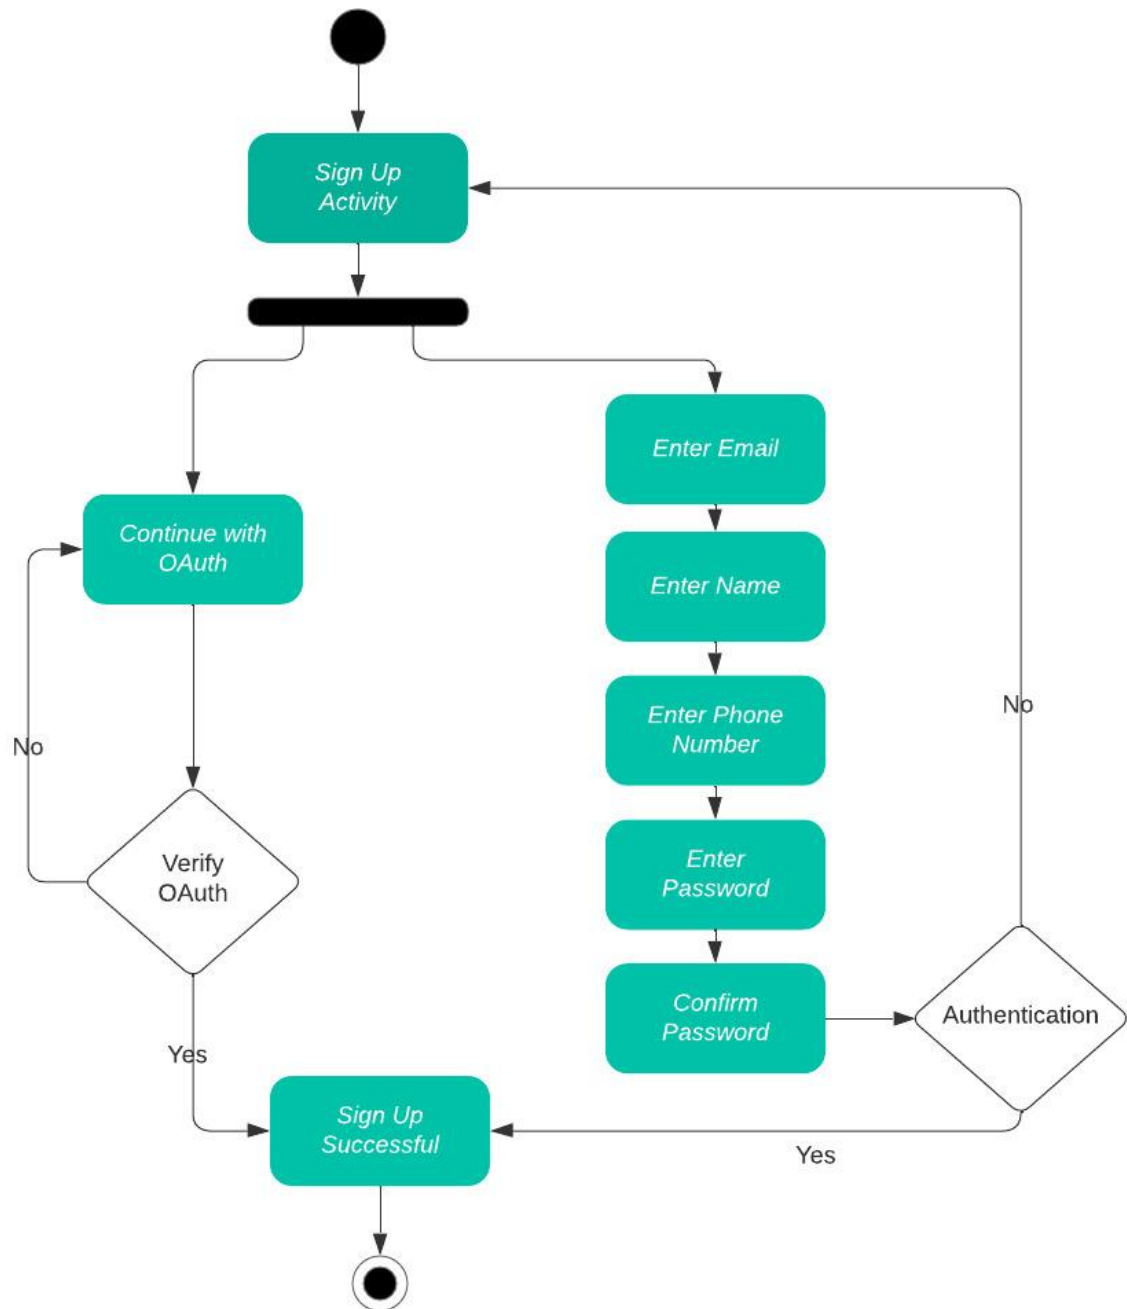 Sign Up
Activity
Enter Email
Continue with
OAuth
Enter Name
Enter Phone
Number
No
No
Verify
OAuth
Enter
Password
Confirm
Password
Authentication
Yes
Sign Up
Successful
Yes